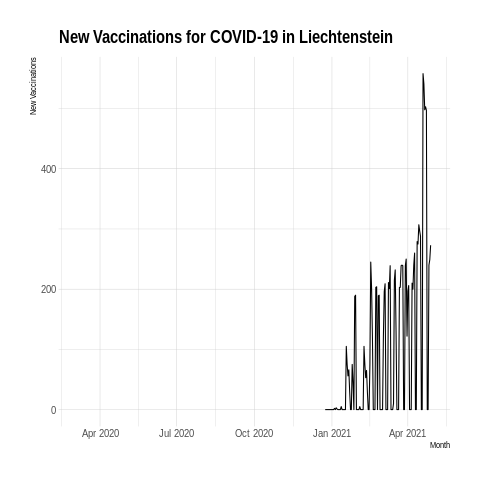 New Vaccinations for COVID-19 in Liechtenstein
New Vaccinations
400
200
0
Apr 2020 Jul 2020 Oct 2020 Jan 2021 Apr 2021
Month